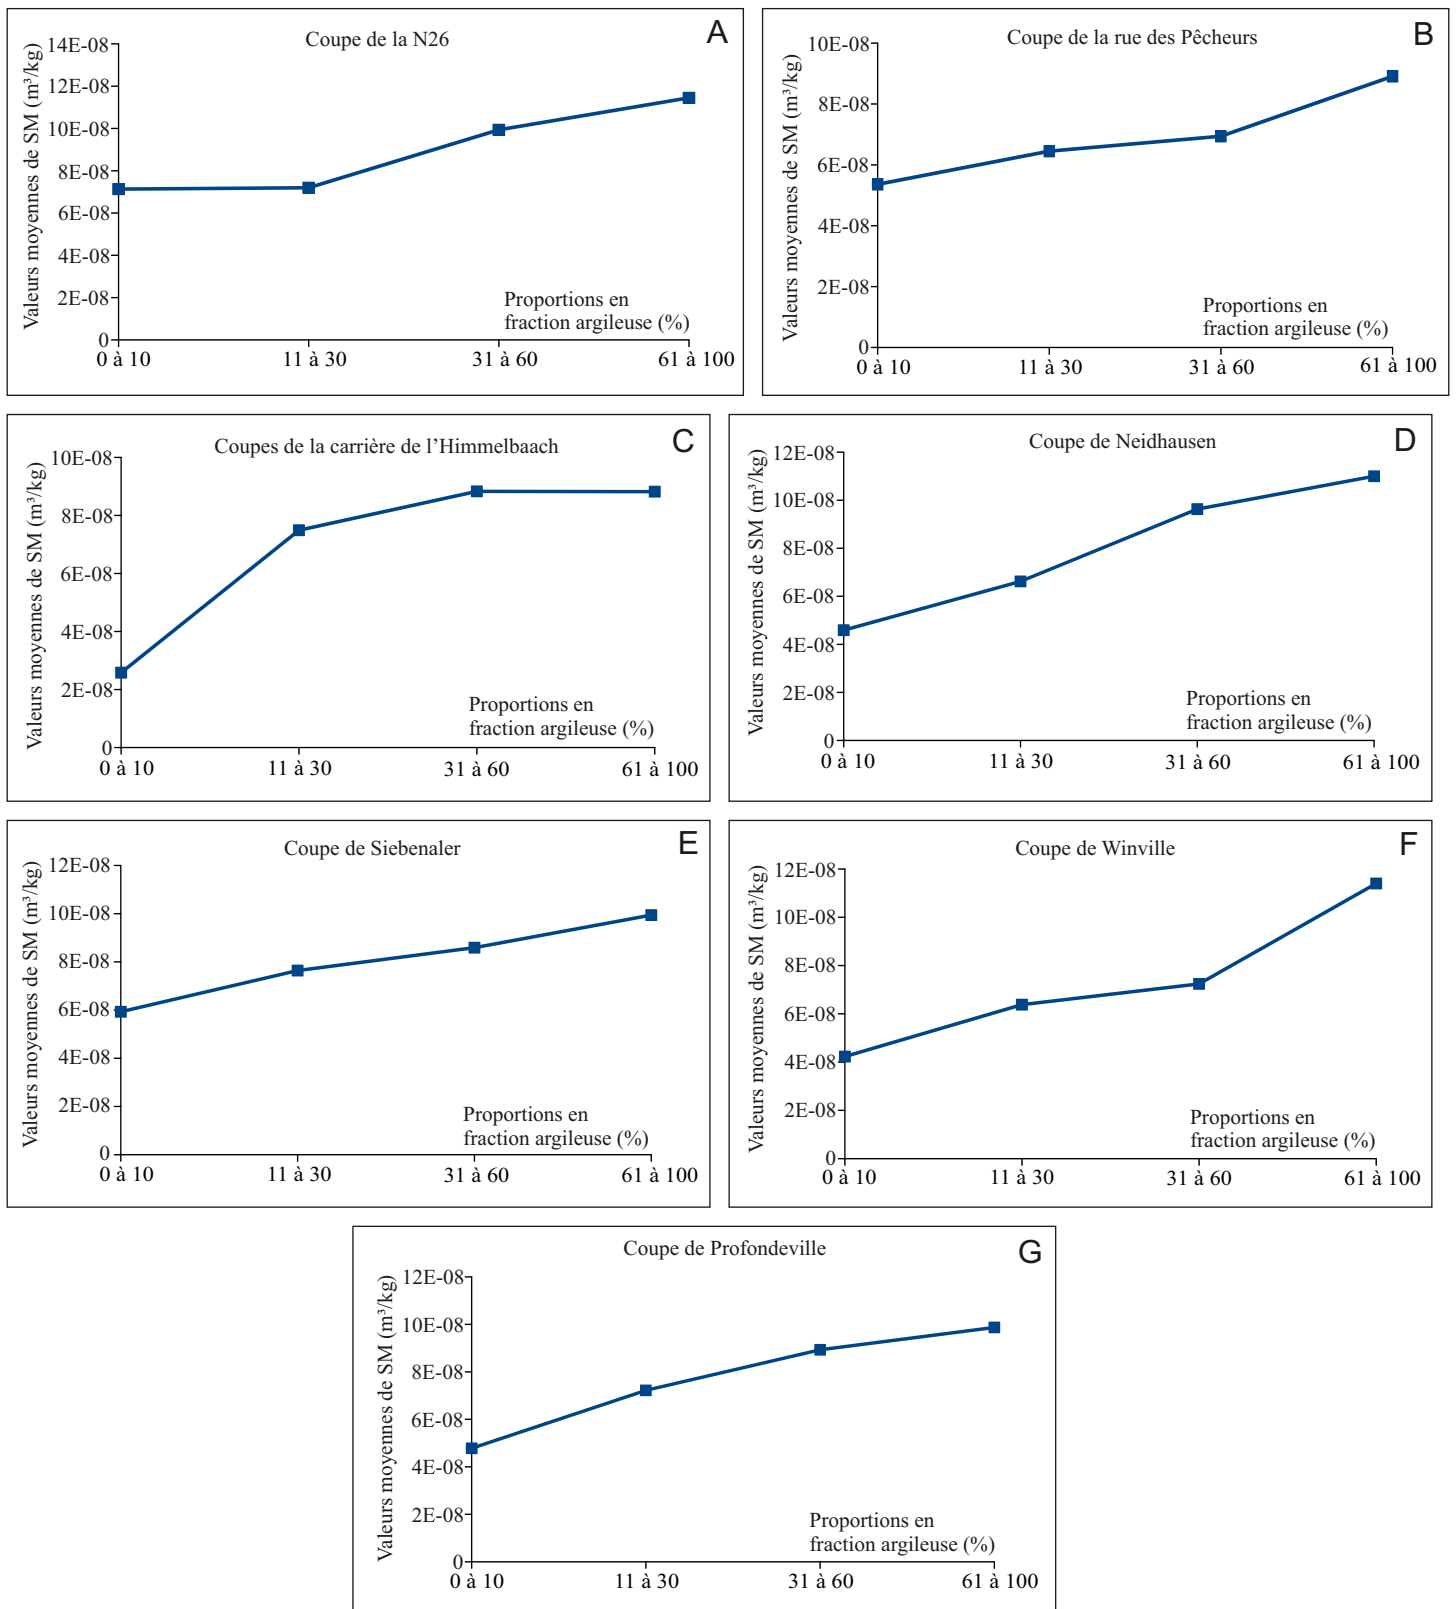 Coupe de la N26
A
Valeurs moyennes de SM (m³/kg)
14E-08
12E-08
10E-08
8E-08
6E-08
4E-08
2E-08
0
Proportions en
fraction argileuse (%)
0 à 10
11 à 30
31 à 60
61 à 100
Coupe de la rue des Pêcheurs
B
Valeurs moyennes de SM (m³/kg)
10E-08
8E-08
6E-08
4E-08
2E-08
0
Proportions en
fraction argileuse (%)
0 à 10
11 à 30
31 à 60
61 à 100
Coupes de la carrière de l’Himmelbaach
C
Valeurs moyennes de SM (m³/kg)
10E-08
8E-08
6E-08
4E-08
2E-08
0
Proportions en
fraction argileuse (%)
0 à 10
11 à 30
31 à 60
61 à 100
Coupe de Neidhausen
D
Valeurs moyennes de SM (m³/kg)
12E-08
10E-08
8E-08
6E-08
4E-08
2E-08
0
Proportions en
fraction argileuse (%)
0 à 10
11 à 30
31 à 60
61 à 100
Coupe de Siebenaler
E
Valeurs moyennes de SM (m³/kg)
12E-08
10E-08
8E-08
6E-08
4E-08
2E-08
0
Proportions en
fraction argileuse (%)
0 à 10
11 à 30
31 à 60
61 à 100
Coupe de Winville
F
Valeurs moyennes de SM (m³/kg)
12E-08
10E-08
8E-08
6E-08
4E-08
2E-08
0
Proportions en
fraction argileuse (%)
0 à 10
11 à 30
31 à 60
61 à 100
Coupe de Profondeville
G
Valeurs moyennes de SM (m³/kg)
12E-08
10E-08
8E-08
6E-08
4E-08
2E-08
0
Proportions en
fraction argileuse (%)
0 à 10
11 à 30
31 à 60
61 à 100